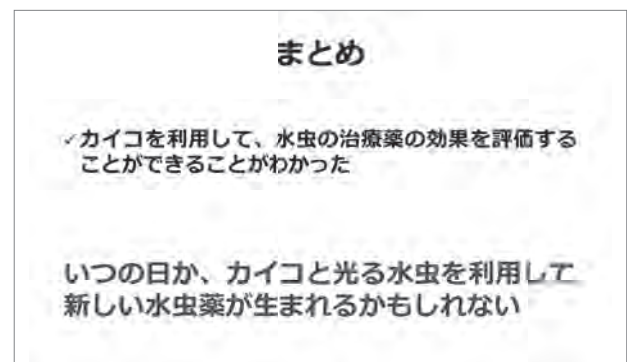 まとめ
✓カイコを利用して、水虫の治療薬の効果を評価する
ことができることがわかった
いつの日か、カイコと光る水虫を利用して
新しい水虫薬が生まれるかもしれない